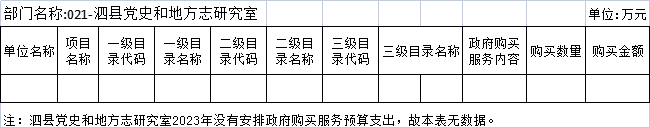 部门名称:021-泗县党史和地方志研究室 单位:万元
单位名称 项目名称 一级目录代码 一级目录名称 二级目录代码 二级目录名称 三级目录代码 三级目录名称 政府购买服务内容 购买数量 购买金额
注：泗县党史和地方志研究室2023年没有安排政府购买服务预算支出，故本表无数据。